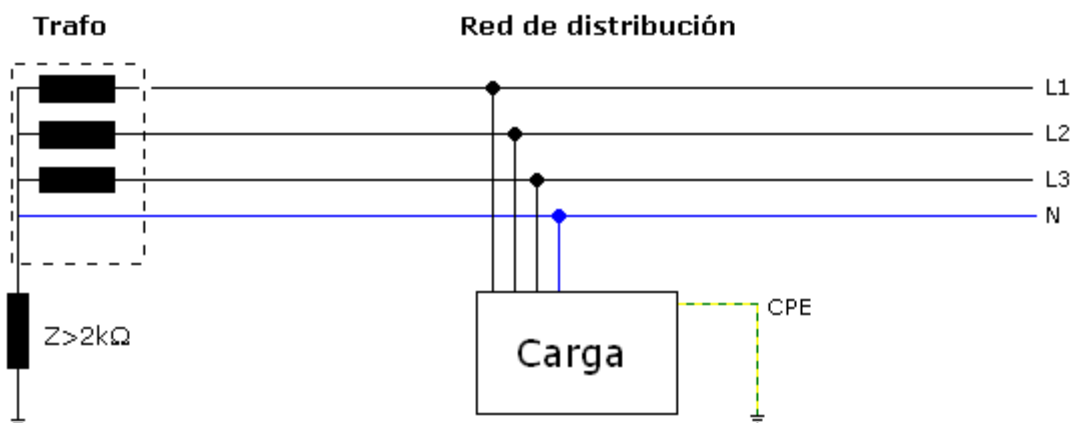 Trafo
Red de distribución
L1
L2
L3
N
CPE
Z>2kΩ
Carga